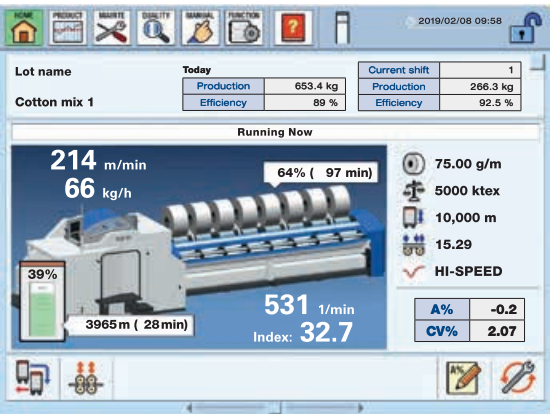 HOME PRODUCT MAINTE QUALITY MANUAL FUNCTION
?
2019/02/08 09:58
Lot name
Cotton mix 1
Today
Production 653.4 kg
Efficiency 89 %
Current shift 1
Production 266.3 kg
Efficiency 92.5 %
Running Now
214 m/min
66 kg/h
64% ( 97 min)
39%
3965m ( 28min)
531 1/min
Index: 32.7
75.00 g/m
5000 ktex
10,000 m
15.29
HI-SPEED
A% -0.2
CV% 2.07
A%